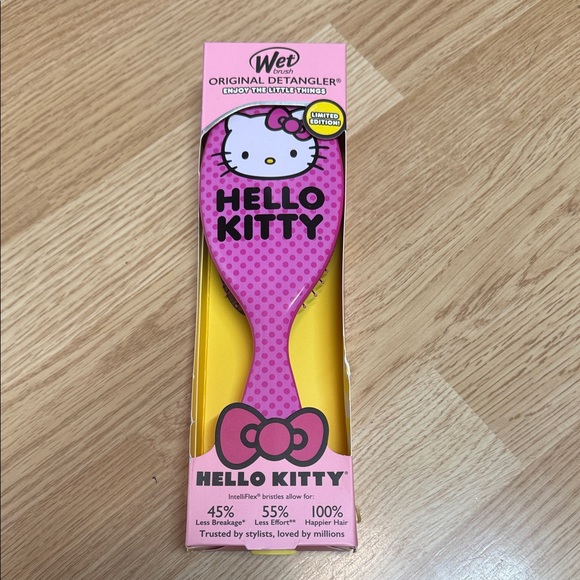 Wet
brush
ORIGINAL DETANGLER®
ENJOY THE LITTLE THINGS
LIMITED
EDITION!
HELLO
KITTY
HELLO KITTY®
IntelliFlex® bristles allow for:
45% 55% 100%
Less Breakage* Less Effort** Happier Hair
Trusted by stylists, loved by millions